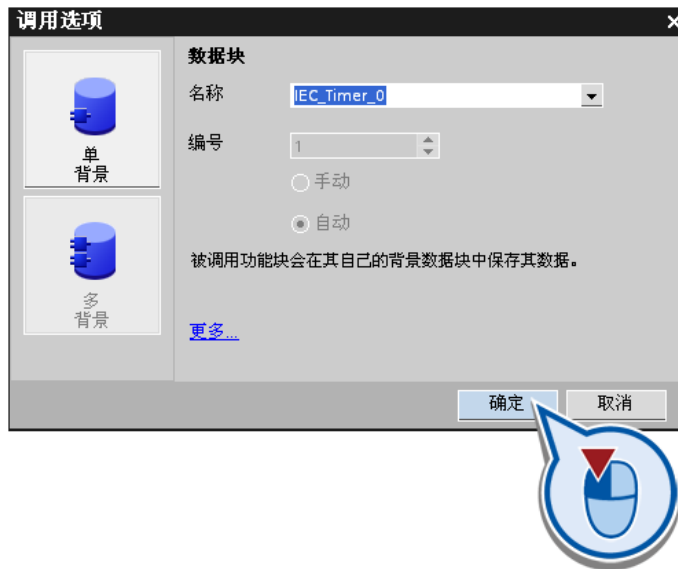 调用选项
数据块
名称
IEC_Timer_0
单
背景
编号
1
手动
自动
多
背景
被调用功能块会在其自己的背景数据块中保存其数据。
更多...
确定
取消